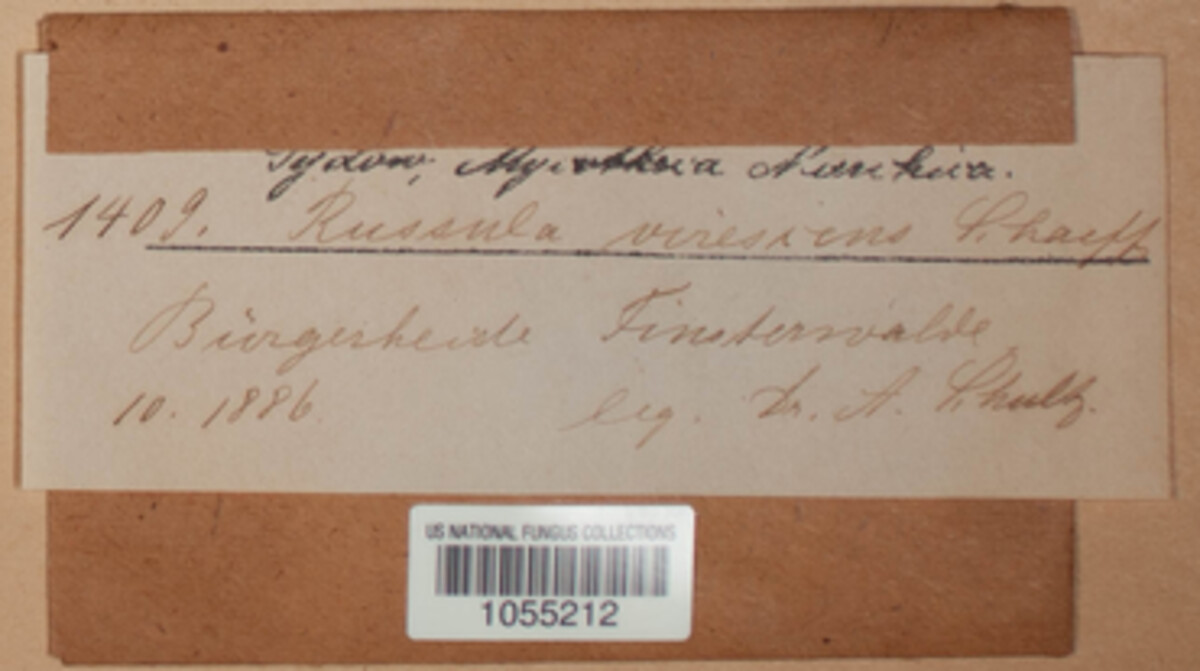 Sydow, Mycotheca Marchica.
1409. Russula virescens Schaeff
Bürgerheide Finsterwalde
10. 1886. leg. Dr. A. Schultz.
US NATIONAL FUNGUS COLLECTIONS
1055212